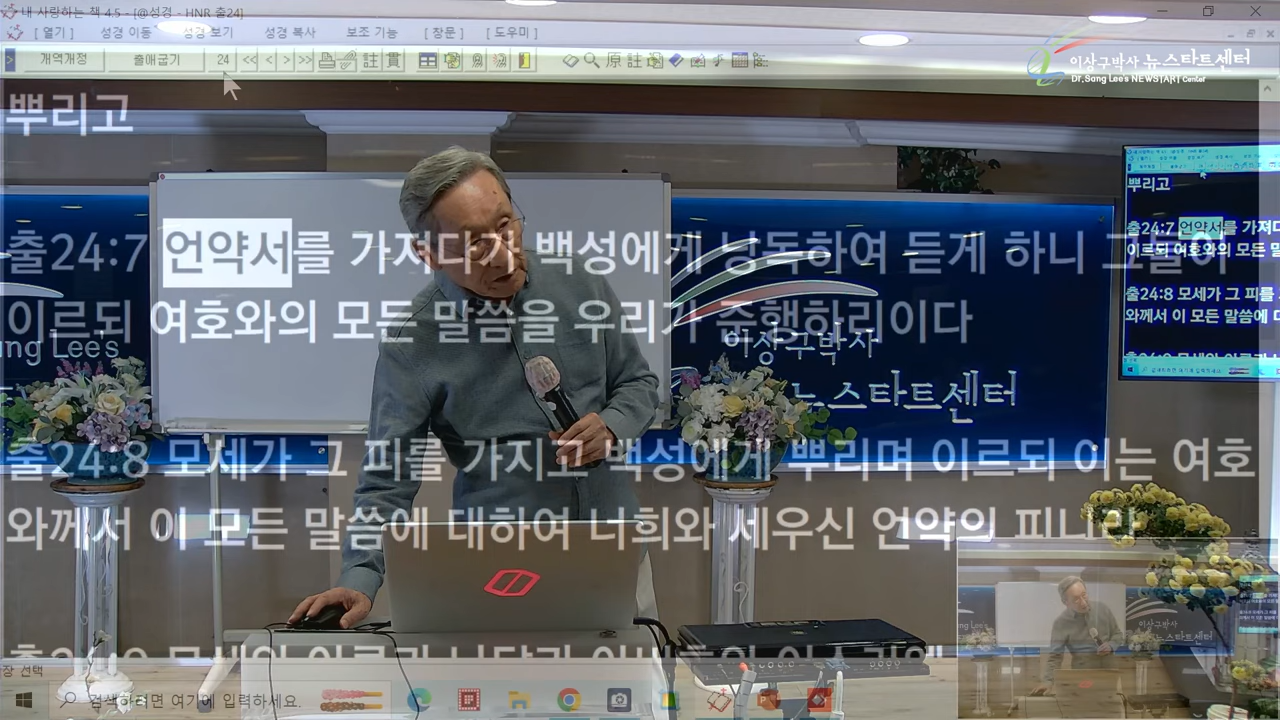 내 사랑하는 책 4.5 - [@성경 - HNR 출24]
[ 열기 ] 성경 이동 성경 보기 성경 복사 보조 기능 [ 창문 ] [ 도우미 ]
개역개정 출애굽기 24 << < > >> 註 貫 原 註
이상구박사 뉴스타트센터
Dr.Sang Lee's NEWSTART Center
뿌리고
출24:7 언약서를 가져다가 백성에게 낭독하여 듣게 하니 그들이
이르되 여호와의 모든 말씀을 우리가 준행하리이다
출24:8 모세가 그 피를 가지고 백성에게 뿌리며 이르되 이는 여호
와께서 이 모든 말씀에 대하여 너희와 세우신 언약의 피니라
뿌리고
출24:7 언약서를 가져다
이르되 여호와의 모든 말
출24:8 모세가 그 피를
와께서 이 모든 말씀에 대
ng Lee's
이상구박사
뉴스타트센터
장 선택
검색하려면 여기에 입력하세요.